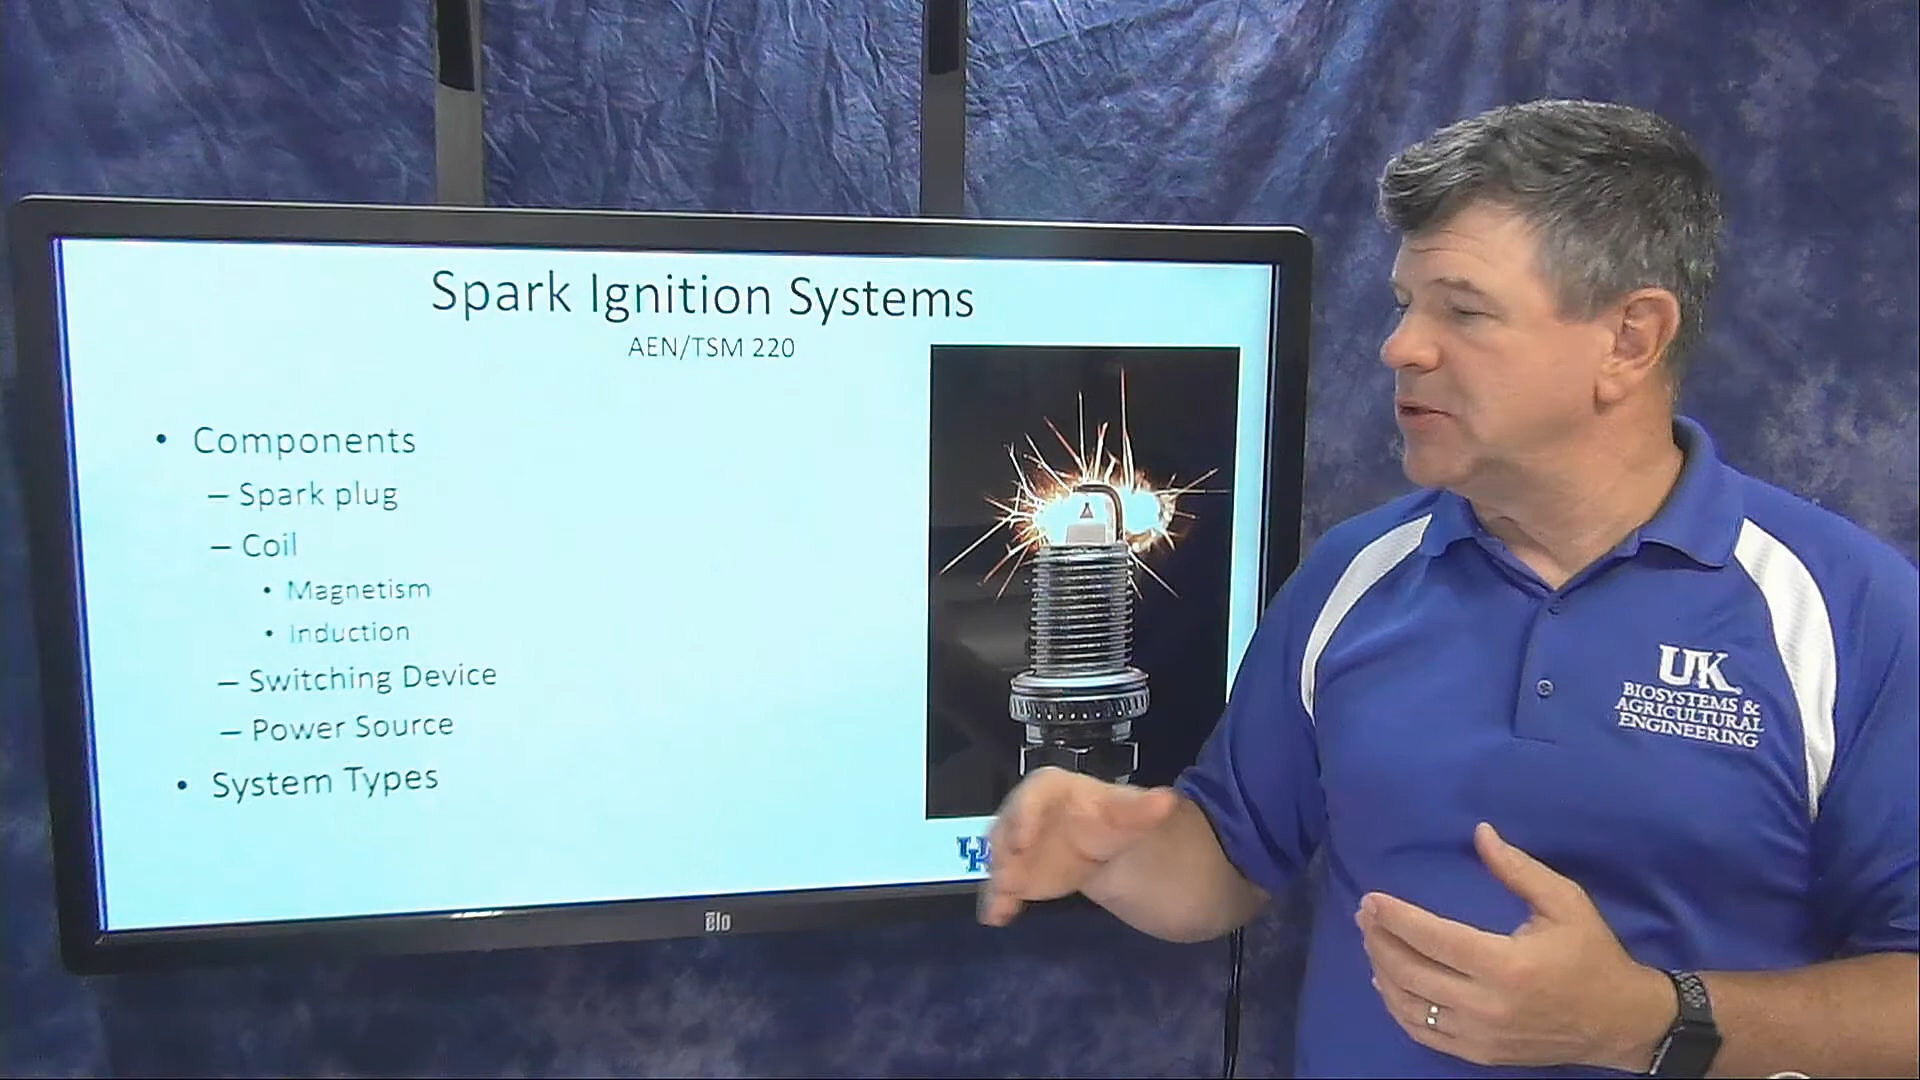 Spark Ignition Systems
AEN/TSM 220
• Components
– Spark plug
– Coil
• Magnetism
• Induction
– Switching Device
– Power Source
• System Types
UK
elo
UK
BIOSYSTEMS &
AGRICULTURAL
ENGINEERING